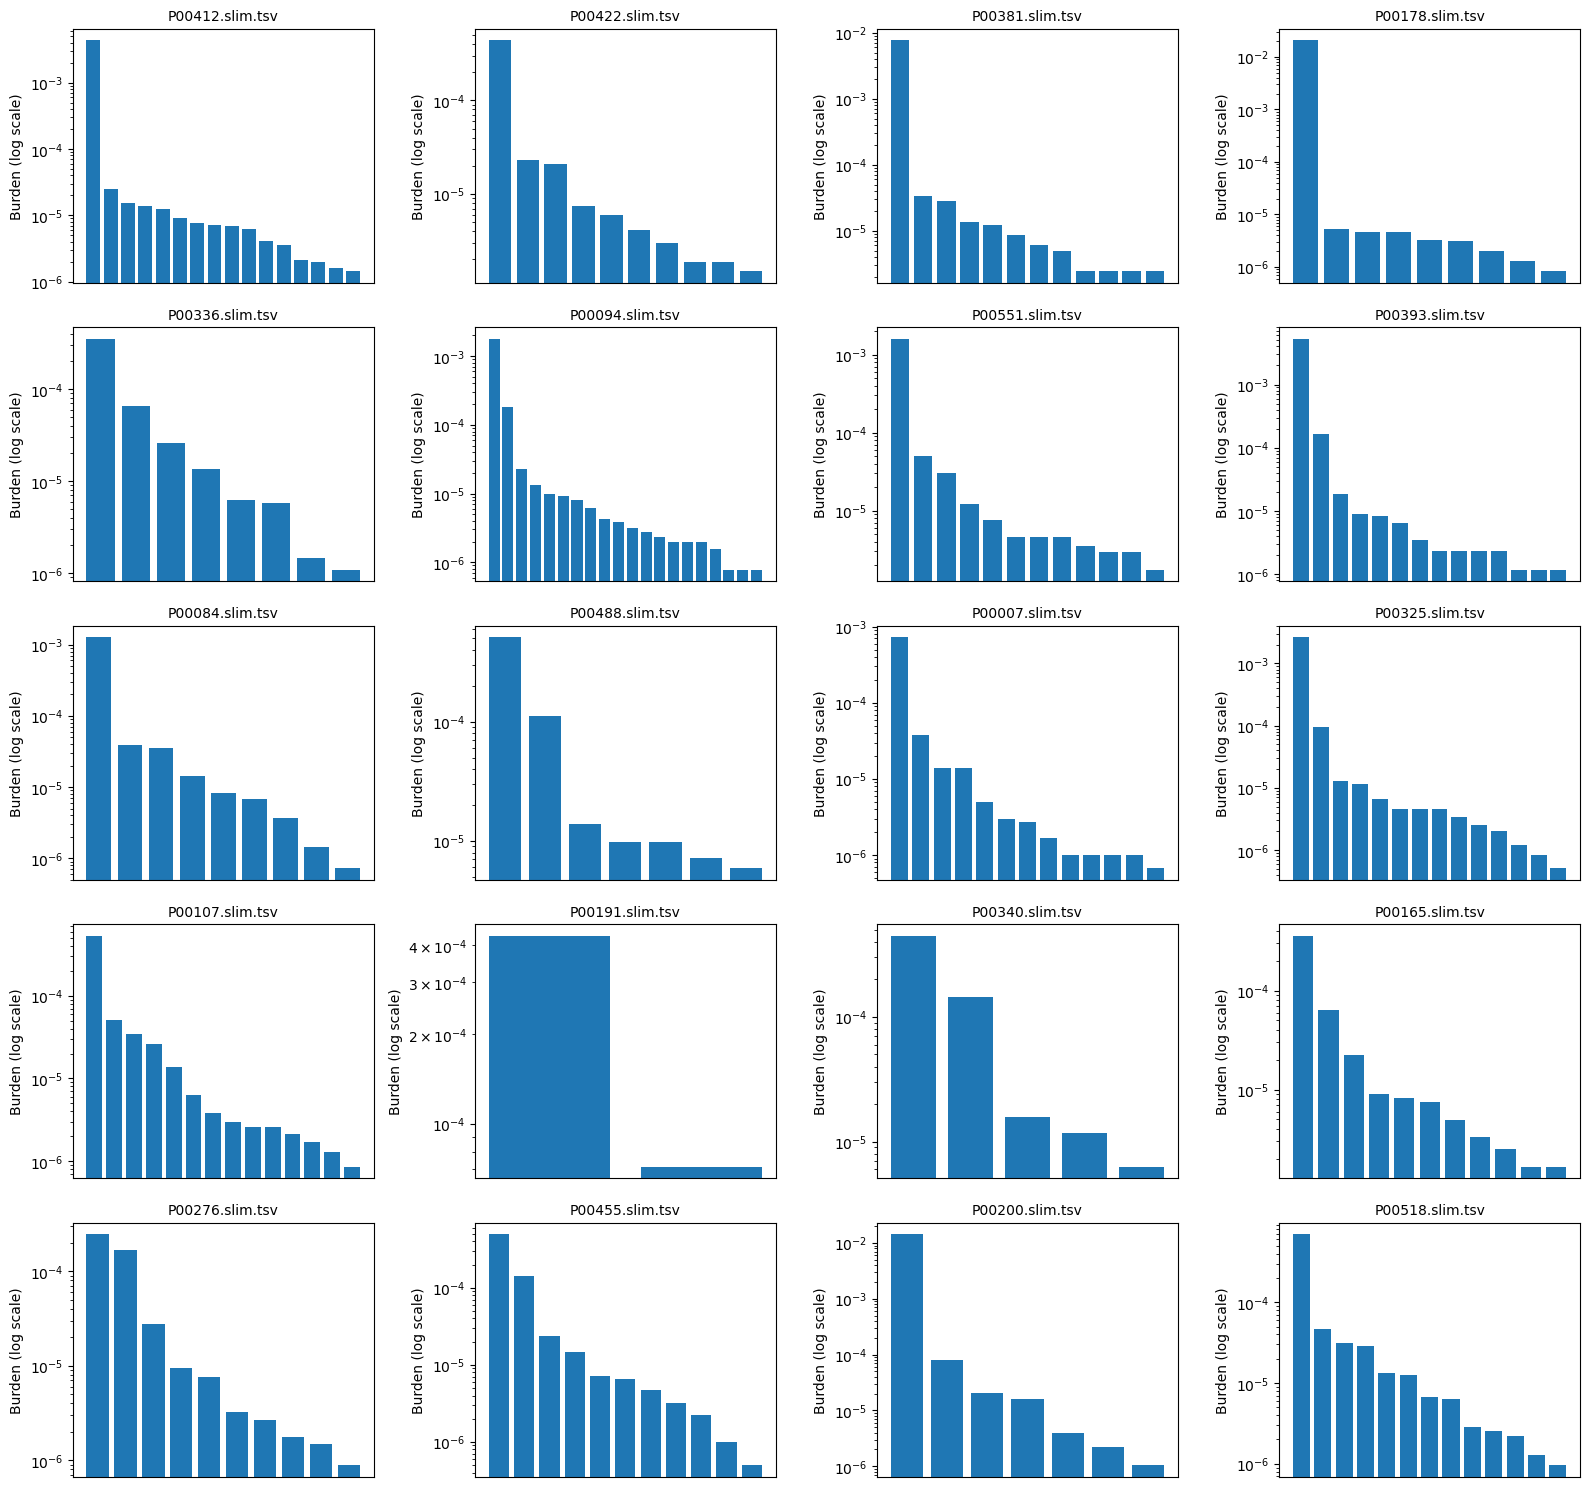 P00412.slim.tsv P00422.slim.tsv P00381.slim.tsv P00178.slim.tsv
Burden (log scale) Burden (log scale) Burden (log scale) Burden (log scale)
10⁻³ 10⁻⁴ 10⁻⁵ 10⁻⁶
10⁻⁴ 10⁻⁵
10⁻² 10⁻³ 10⁻⁴ 10⁻⁵
10⁻² 10⁻³ 10⁻⁴ 10⁻⁵ 10⁻⁶
P00336.slim.tsv P00094.slim.tsv P00551.slim.tsv P00393.slim.tsv
Burden (log scale) Burden (log scale) Burden (log scale) Burden (log scale)
10⁻⁴ 10⁻⁵ 10⁻⁶
10⁻³ 10⁻⁴ 10⁻⁵ 10⁻⁶
10⁻³ 10⁻⁴ 10⁻⁵
10⁻³ 10⁻⁴ 10⁻⁵ 10⁻⁶
P00084.slim.tsv P00488.slim.tsv P00007.slim.tsv P00325.slim.tsv
Burden (log scale) Burden (log scale) Burden (log scale) Burden (log scale)
10⁻³ 10⁻⁴ 10⁻⁵ 10⁻⁶
10⁻⁴ 10⁻⁵
10⁻³ 10⁻⁴ 10⁻⁵ 10⁻⁶
10⁻³ 10⁻⁴ 10⁻⁵ 10⁻⁶
P00107.slim.tsv P00191.slim.tsv P00340.slim.tsv P00165.slim.tsv
Burden (log scale) Burden (log scale) Burden (log scale) Burden (log scale)
10⁻⁴ 10⁻⁵ 10⁻⁶
4 × 10⁻⁴ 3 × 10⁻⁴ 2 × 10⁻⁴ 10⁻⁴
10⁻⁴ 10⁻⁵
10⁻⁴ 10⁻⁵
P00276.slim.tsv P00455.slim.tsv P00200.slim.tsv P00518.slim.tsv
Burden (log scale) Burden (log scale) Burden (log scale) Burden (log scale)
10⁻⁴ 10⁻⁵ 10⁻⁶
10⁻⁴ 10⁻⁵ 10⁻⁶
10⁻² 10⁻³ 10⁻⁴ 10⁻⁵ 10⁻⁶
10⁻⁴ 10⁻⁵ 10⁻⁶